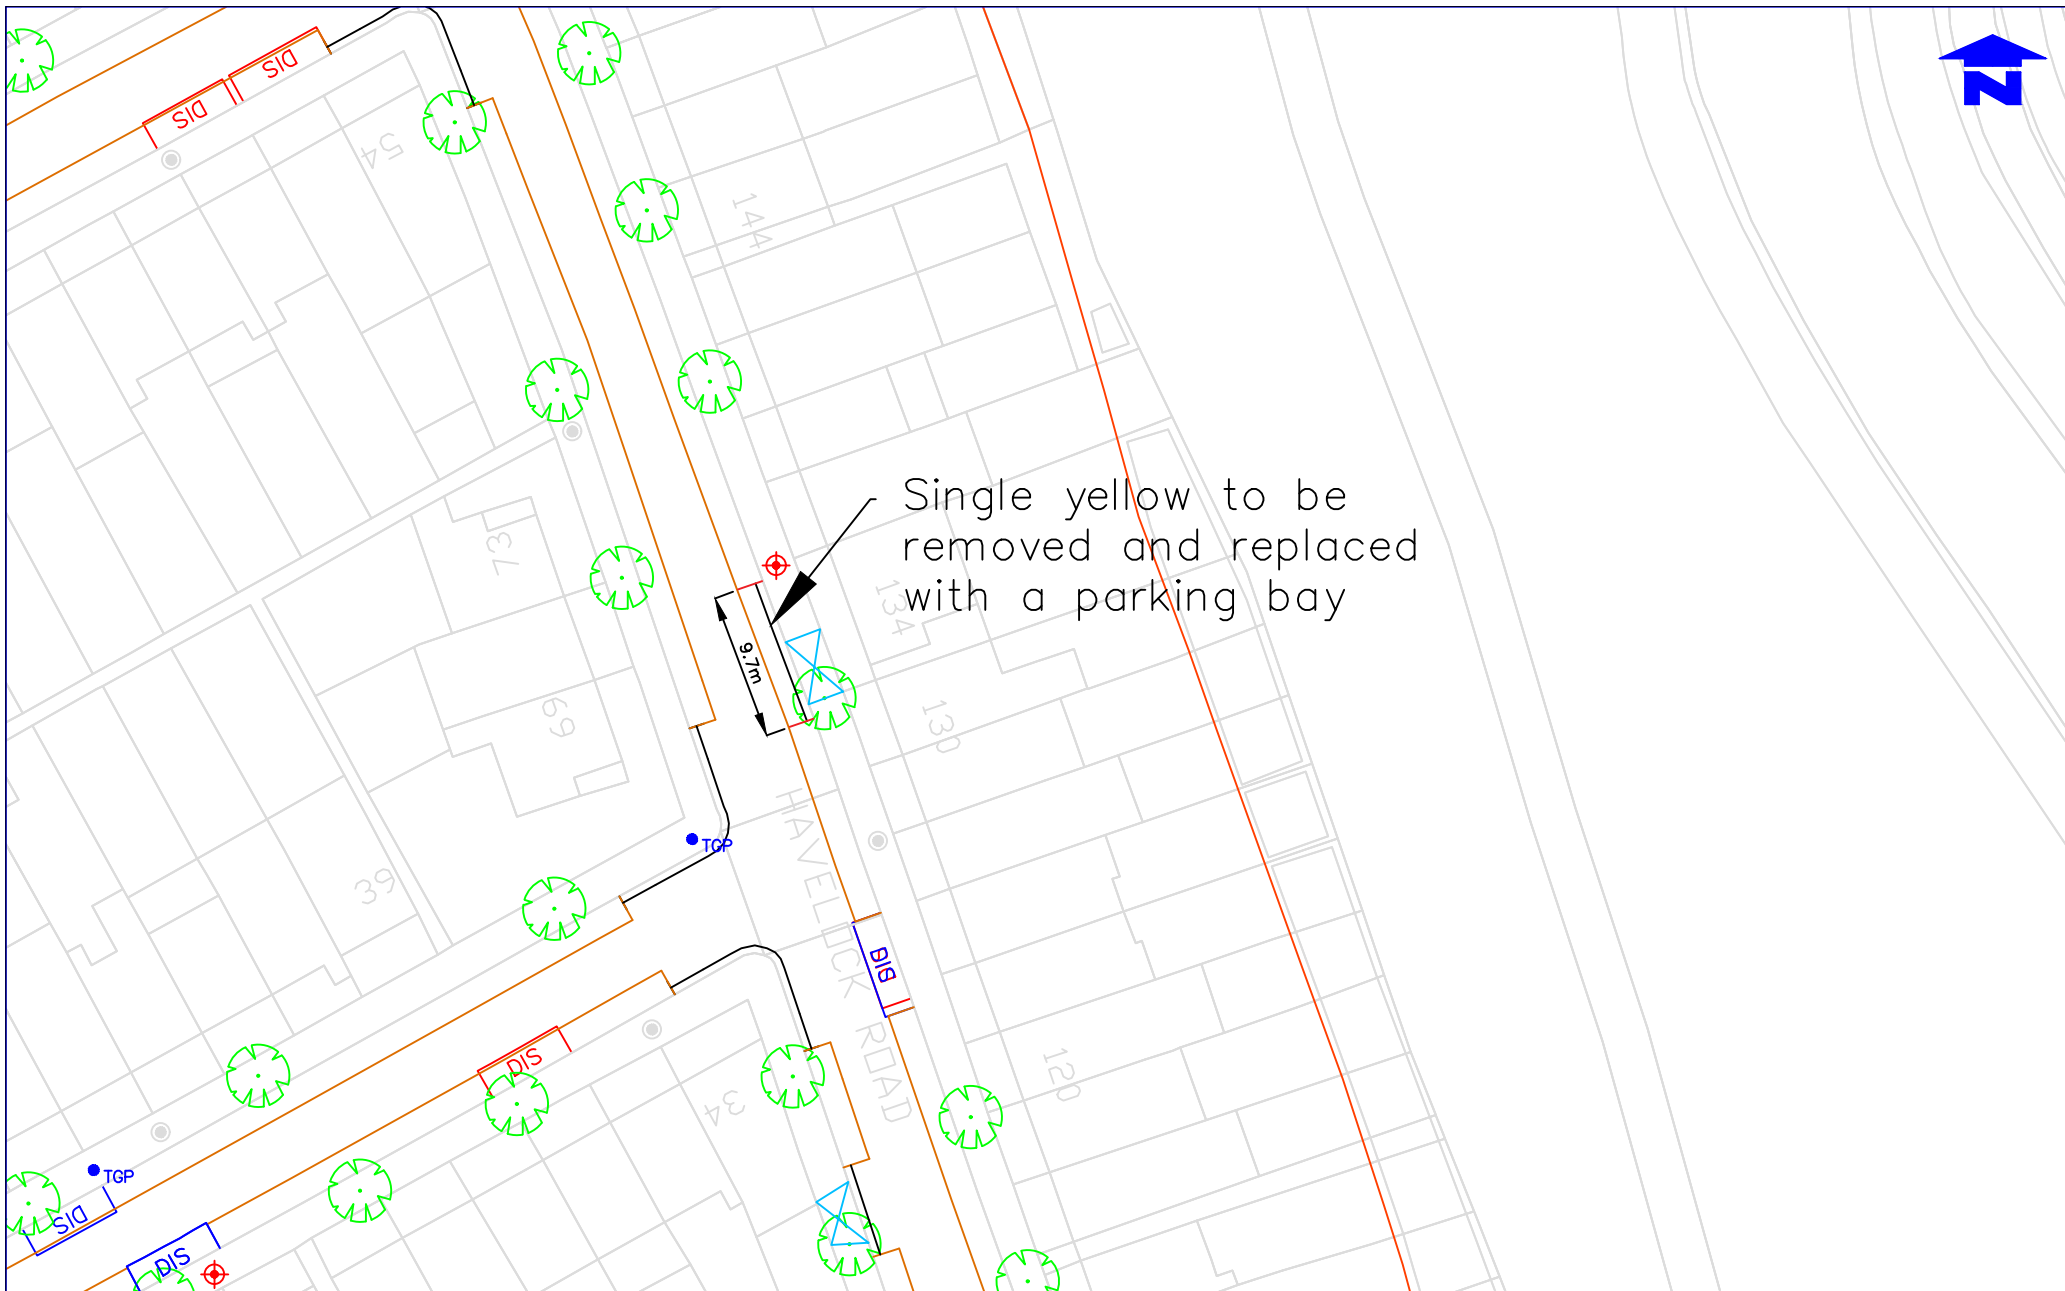 DIS
DIS
N
54
144
Single yellow to be
removed and replaced
with a parking bay
37
134
9.7m
69
130
HAVELOCK ROAD
TGP
39
DIS
DIS
120
34
TGP
DIS
DIS